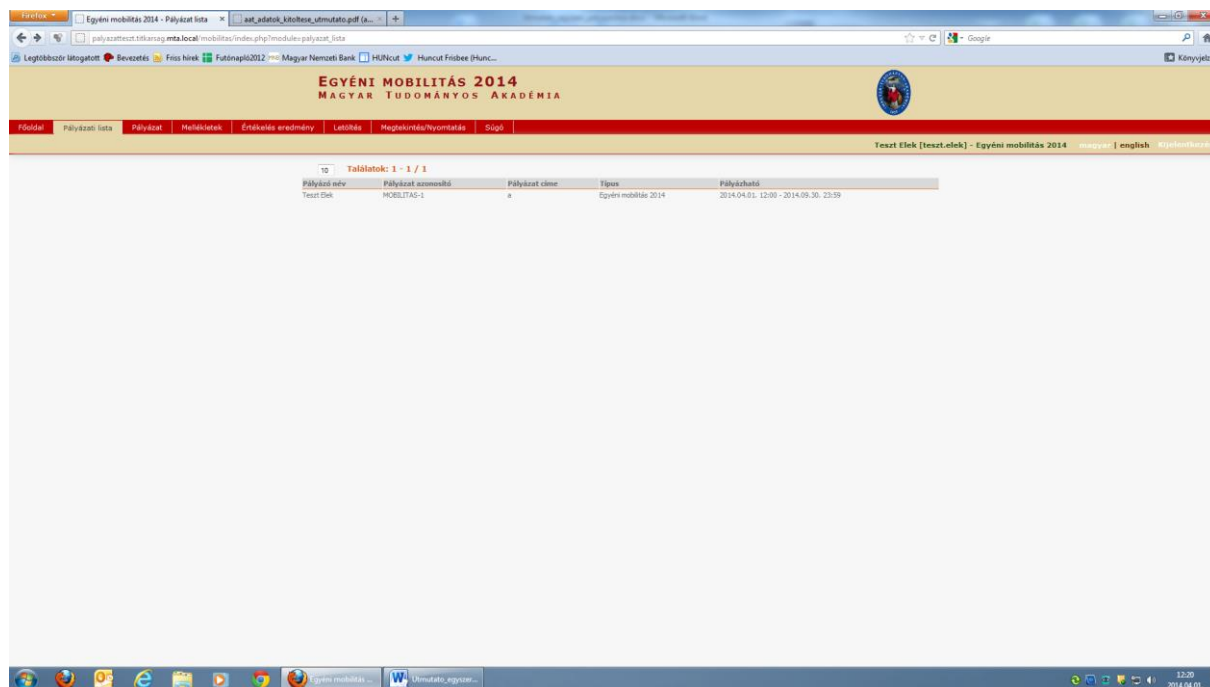 Firefox
Egyéni mobilitás 2014 - Pályázat lista × aat_adatok_kitoltese_utmutato.pdf (a... × +
palyazatteszt.titkarsag.mta.local/mobilitas/index.php?module=palyazat_lista Google
Legtöbbször látogatott Bevezetés Friss hírek Futónapló2012 Magyar Nemzeti Bank HUNcut Huncut Frisbee (Hunc... Könyvjelz
EGYÉNI MOBILITÁS 2014
MAGYAR TUDOMÁNYOS AKADÉMIA
Főoldal Pályázati lista Pályázat Mellékletek Értékelés eredmény Letöltés Megtekintés/Nyomtatás Súgó
Teszt Elek [teszt.elek] - Egyéni mobilitás 2014 magyar | english Kijelentkezés
10 Találatok: 1 - 1 / 1
Pályázó név Pályázat azonosító Pályázat címe Típus Pályázható
Teszt Elek MOBILITAS-1 a Egyéni mobilitás 2014 2014.04.01. 12:00 - 2014.09.30. 23:59
Egyéni mobilitás ... Utmutato_egyszer...
12:20
2014.04.01